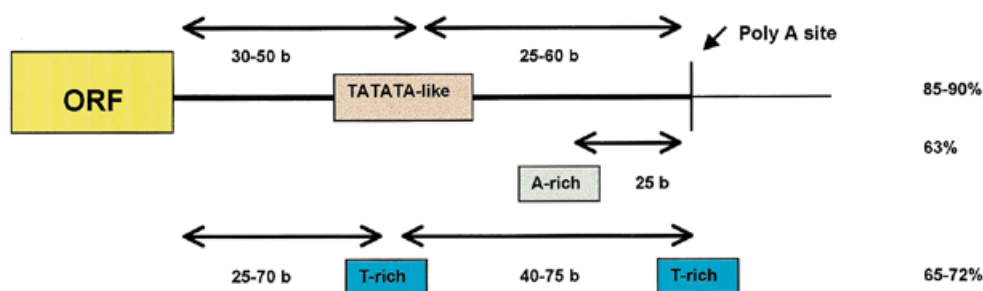 Poly A site
30-50 b 25-60 b
ORF TATATA-like 85-90%
63%
A-rich 25 b
25-70 b T-rich 40-75 b T-rich 65-72%